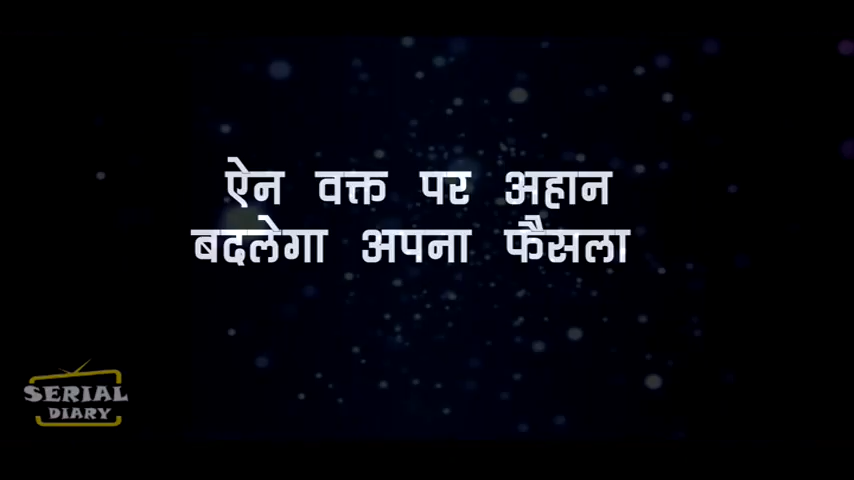 ऐन वक्त पर अहान
बदलेगा अपना फैसला
SERIAL
DIARY